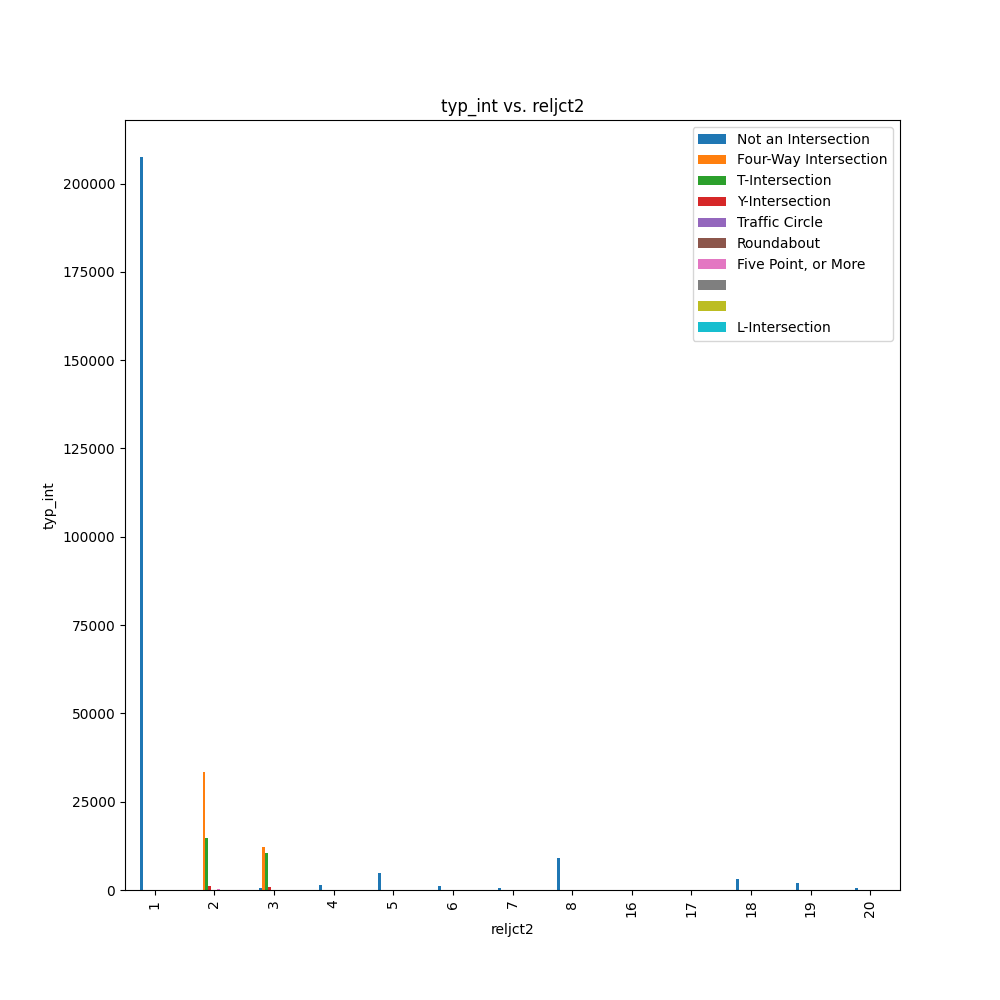 typ_int vs. reljct2
Not an Intersection
Four-Way Intersection
T-Intersection
Y-Intersection
Traffic Circle
Roundabout
Five Point, or More
L-Intersection
200000
175000
150000
125000
100000
75000
50000
25000
0
typ_int
1 2 3 4 5 6 7 8 16 17 18 19 20
reljct2